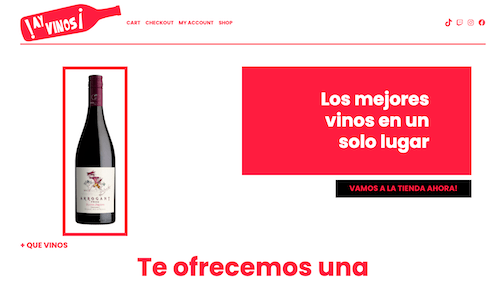 ¡AY VINOS!
CART CHECKOUT MY ACCOUNT SHOP
Los mejores
vinos en un
solo lugar
VAMOS A LA TIENDA AHORA!
+ QUE VINOS
Te ofrecemos una